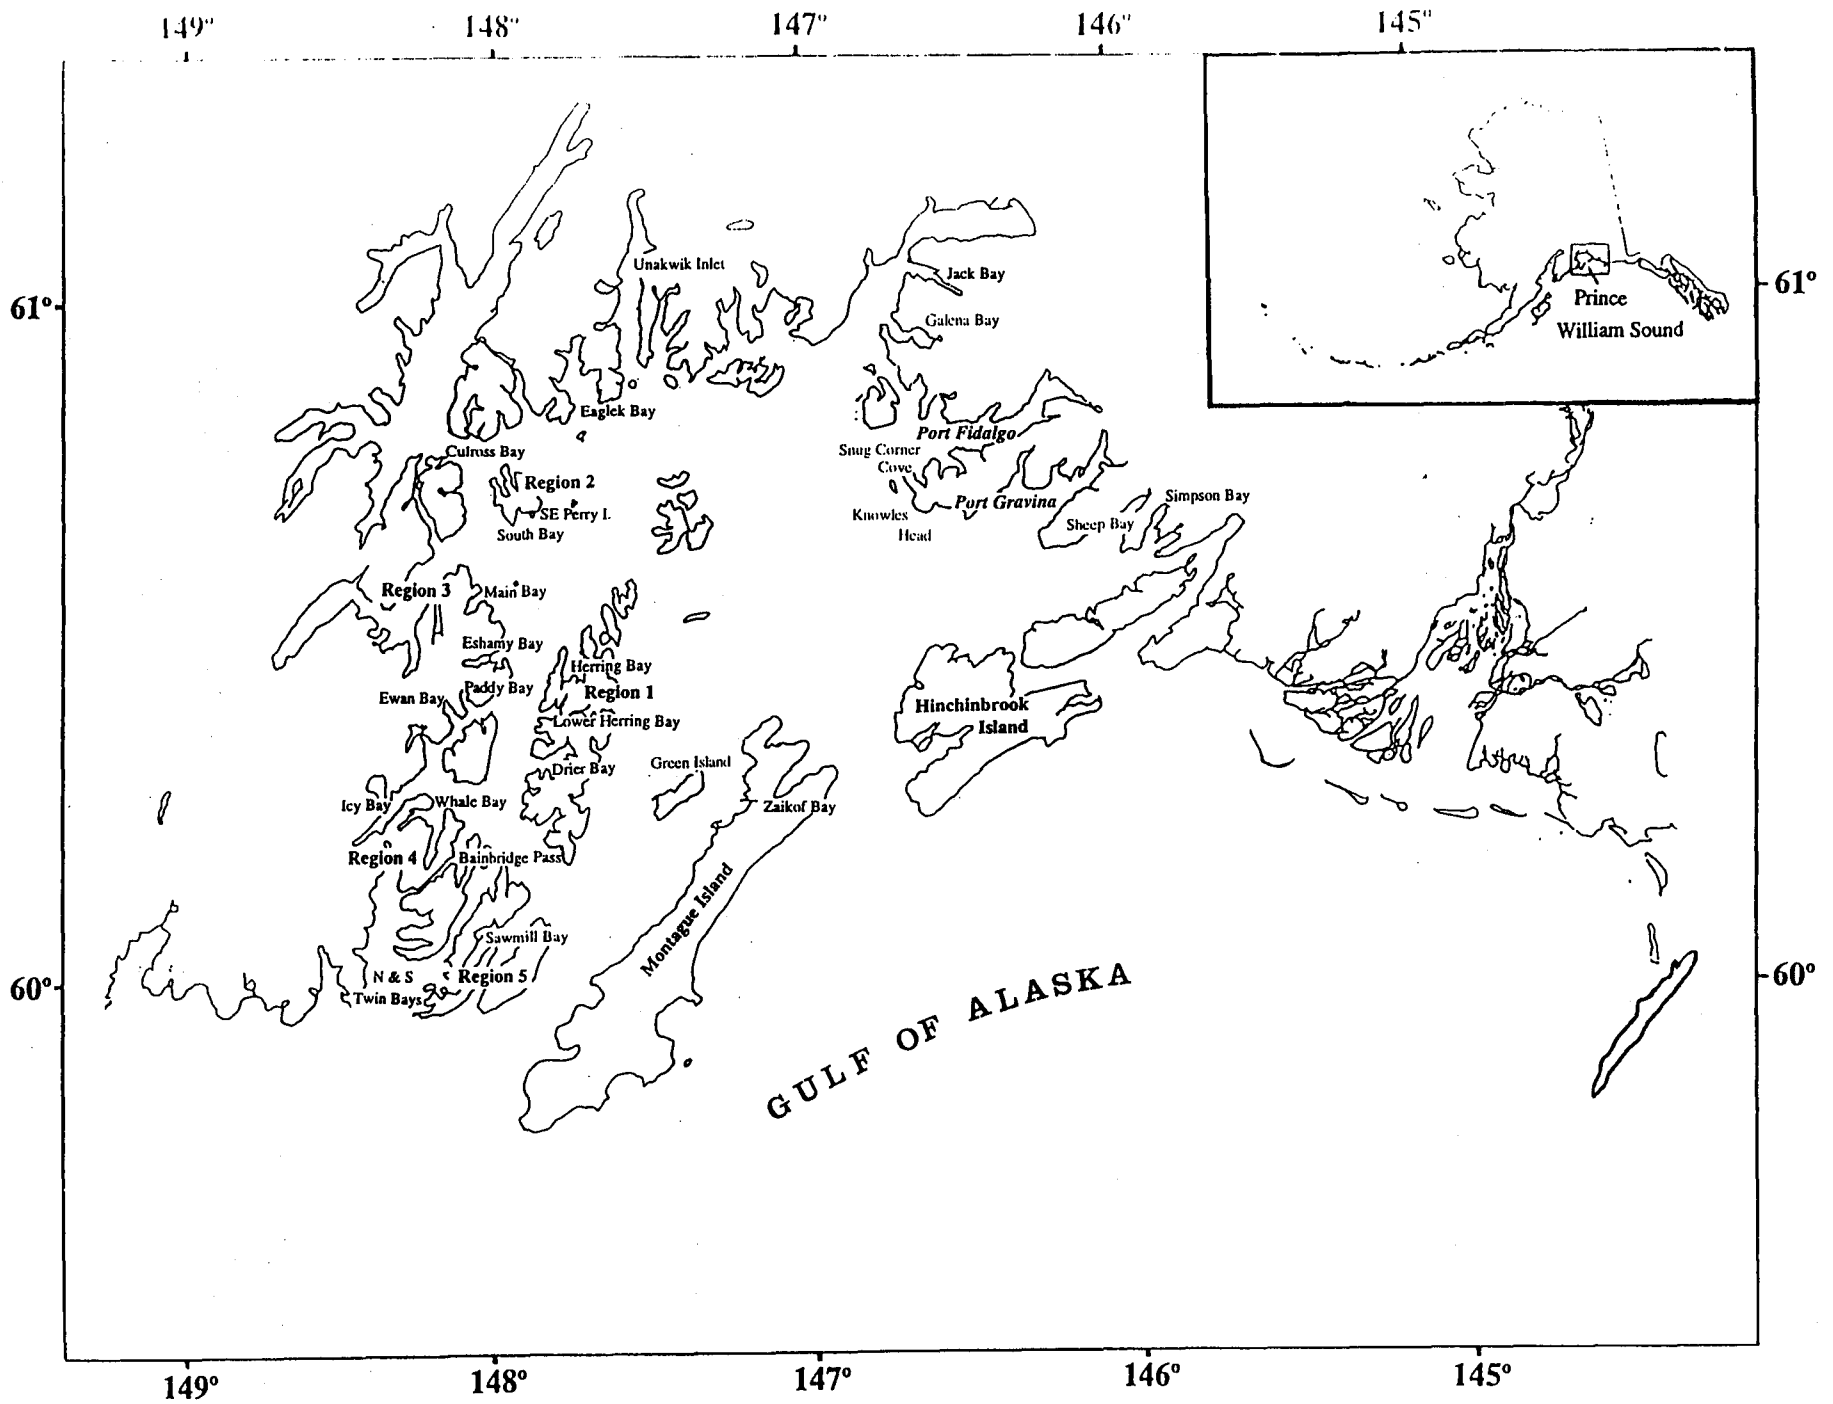 149°
148°
147°
146°
145°
61°
61°
Prince
William Sound
Unakwik Inlet
Jack Bay
Galena Bay
Eaglek Bay
Port Fidalgo
Snug Corner
Cove
Culross Bay
Region 2
SE Perry I.
South Bay
Port Gravina
Knowles
Head
Simpson Bay
Sheep Bay
Region 3
Main Bay
Eshamy Bay
Herring Bay
Paddy Bay
Region 1
Ewan Bay
Lower Herring Bay
Hinchinbrook
Island
Drier Bay
Green Island
Icy Bay
Whale Bay
Zaikof Bay
Region 4
Bainbridge Pass
Montague Island
Sawmill Bay
N & S
Twin Bays
Region 5
60°
60°
GULF OF ALASKA
149°
148°
147°
146°
145°